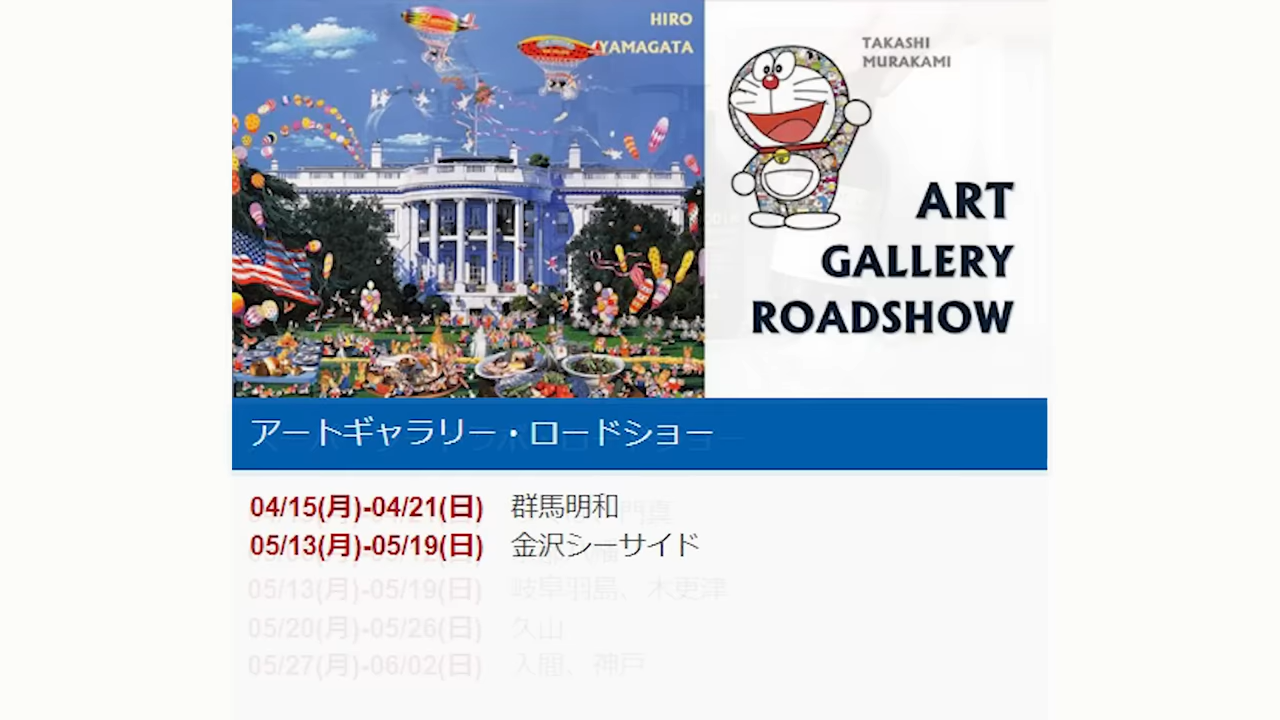 HIRO
YAMAGATA
TAKASHI
MURAKAMI
ART
GALLERY
ROADSHOW
アートギャラリー・ロードショー
04/15(月)-04/21(日) 群馬明和
05/13(月)-05/19(日) 金沢シーサイド
05/13(月)-05/19(日) 岐阜羽島、木更津
05/20(月)-05/26(日) 久山
05/27(月)-06/02(日) 入間、神戸